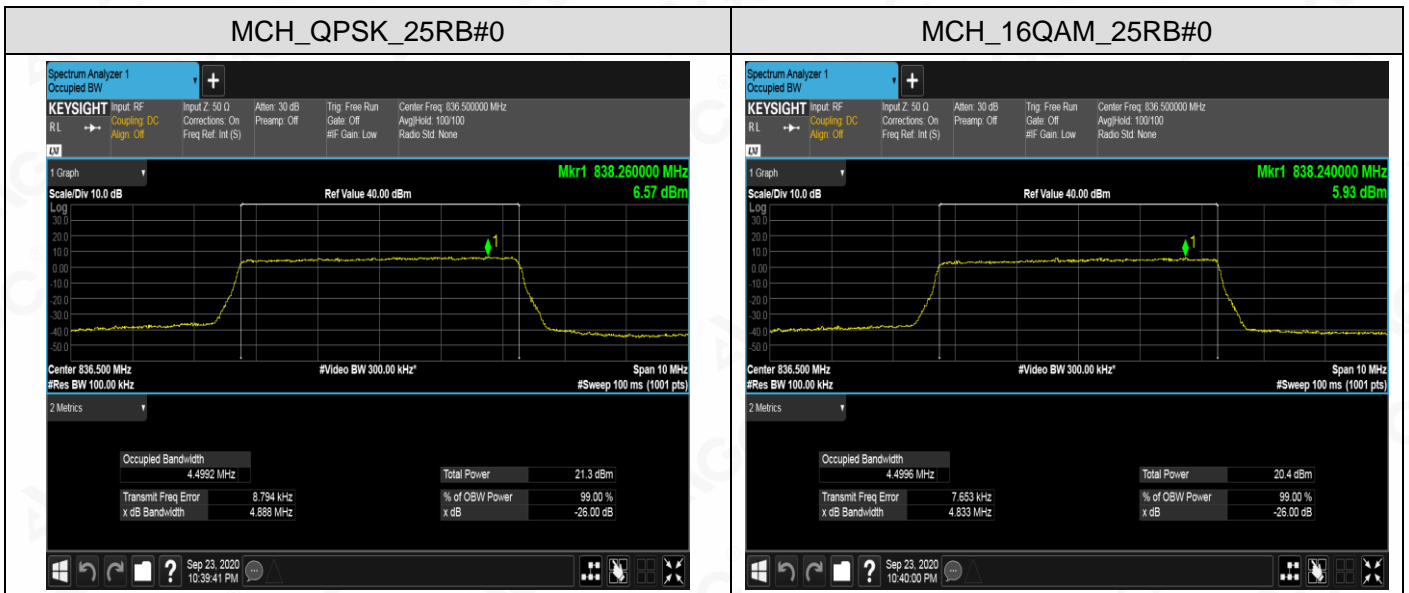 MCH_QPSK_25RB#0
Spectrum Analyzer 1
Occupied BW
+
KEYSIGHT
RL
LXI
Input: RF
Coupling: DC
Align: Off
Input Z: 50 Ω
Corrections: On
Freq Ref: Int (S)
Atten: 30 dB
Preamp: Off
Trig: Free Run
Gate: Off
#IF Gain: Low
Center Freq: 836.500000 MHz
Avg|Hold: 100/100
Radio Std: None
1 Graph
Mkr1 838.260000 MHz
Scale/Div 10.0 dB
Ref Value 40.00 dBm
6.57 dBm
Log
30.0
20.0
10.0
0.00
-10.0
-20.0
-30.0
-40.0
-50.0
1
Center 836.500 MHz
#Video BW 300.00 kHz*
Span 10 MHz
#Res BW 100.00 kHz
#Sweep 100 ms (1001 pts)
2 Metrics
Occupied Bandwidth
4.4992 MHz
Total Power 21.3 dBm
Transmit Freq Error 8.794 kHz
% of OBW Power 99.00 %
x dB Bandwidth 4.888 MHz
x dB -26.00 dB
?
Sep 23, 2020
10:39:41 PM
MCH_16QAM_25RB#0
Spectrum Analyzer 1
Occupied BW
+
KEYSIGHT
RL
LXI
Input: RF
Coupling: DC
Align: Off
Input Z: 50 Ω
Corrections: On
Freq Ref: Int (S)
Atten: 30 dB
Preamp: Off
Trig: Free Run
Gate: Off
#IF Gain: Low
Center Freq: 836.500000 MHz
Avg|Hold: 100/100
Radio Std: None
1 Graph
Mkr1 838.240000 MHz
Scale/Div 10.0 dB
Ref Value 40.00 dBm
5.93 dBm
Log
30.0
20.0
10.0
0.00
-10.0
-20.0
-30.0
-40.0
-50.0
1
Center 836.500 MHz
#Video BW 300.00 kHz*
Span 10 MHz
#Res BW 100.00 kHz
#Sweep 100 ms (1001 pts)
2 Metrics
Occupied Bandwidth
4.4996 MHz
Total Power 20.4 dBm
Transmit Freq Error 7.653 kHz
% of OBW Power 99.00 %
x dB Bandwidth 4.833 MHz
x dB -26.00 dB
?
Sep 23, 2020
10:40:00 PM